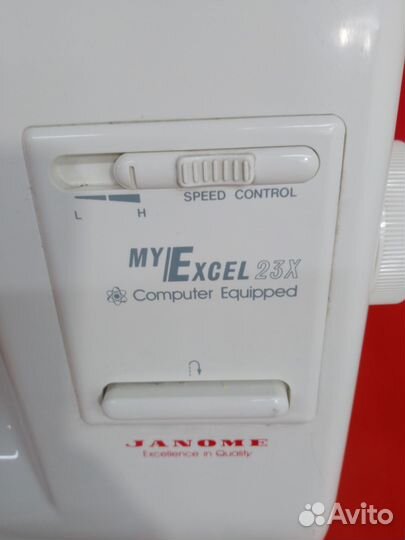 L H SPEED CONTROL
MY EXCEL 23X
Computer Equipped
JANOME
Excellence in Quality
Avito